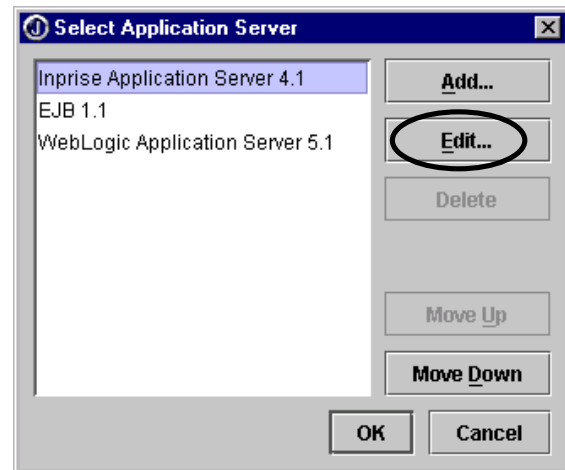 Select Application Server
Inprise Application Server 4.1
EJB 1.1
WebLogic Application Server 5.1
Add...
Edit...
Delete
Move Up
Move Down
OK
Cancel